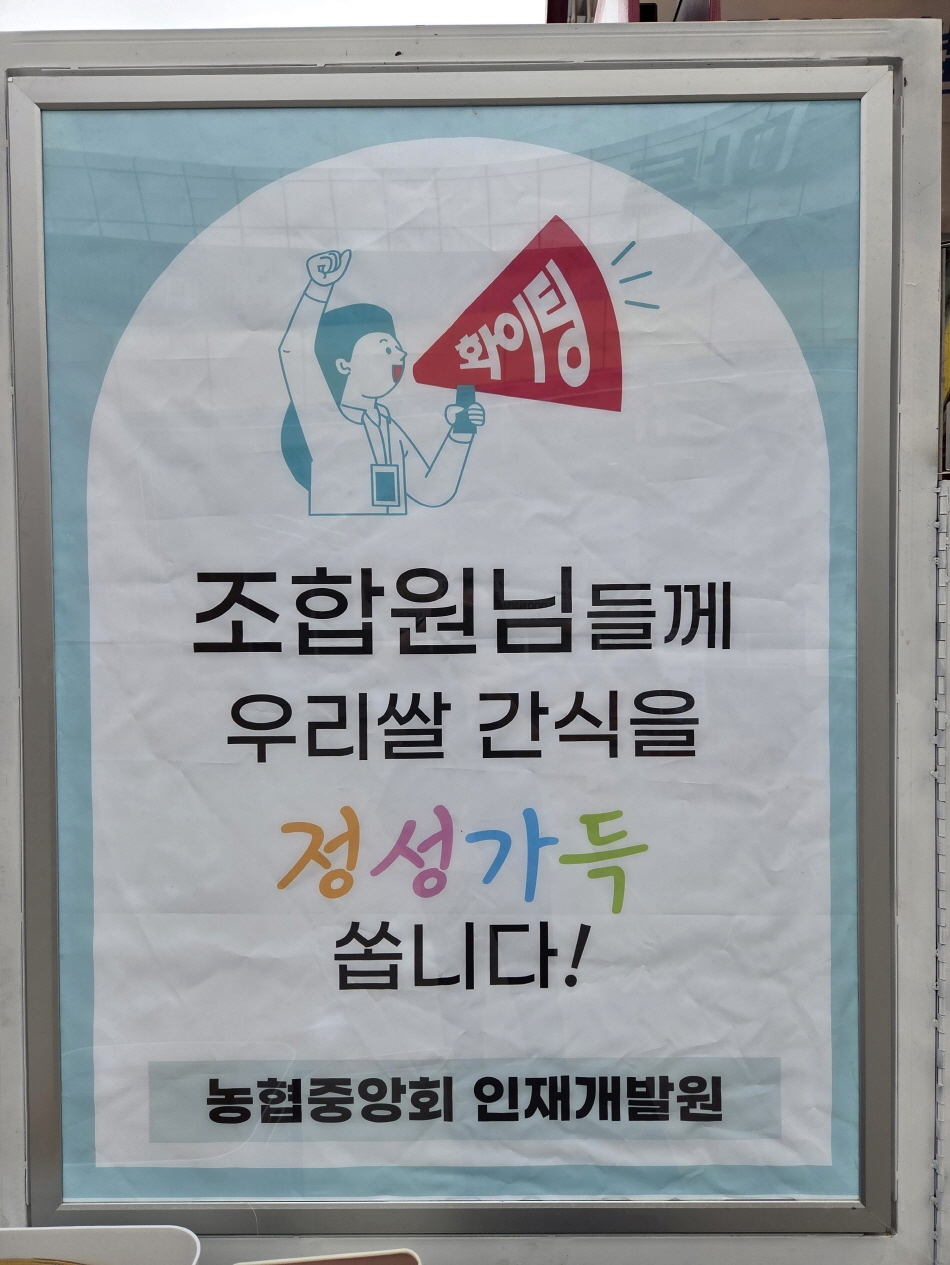 화이팅
조합원님들께
우리쌀 간식을
정성가득
쏩니다!
농협중앙회 인재개발원